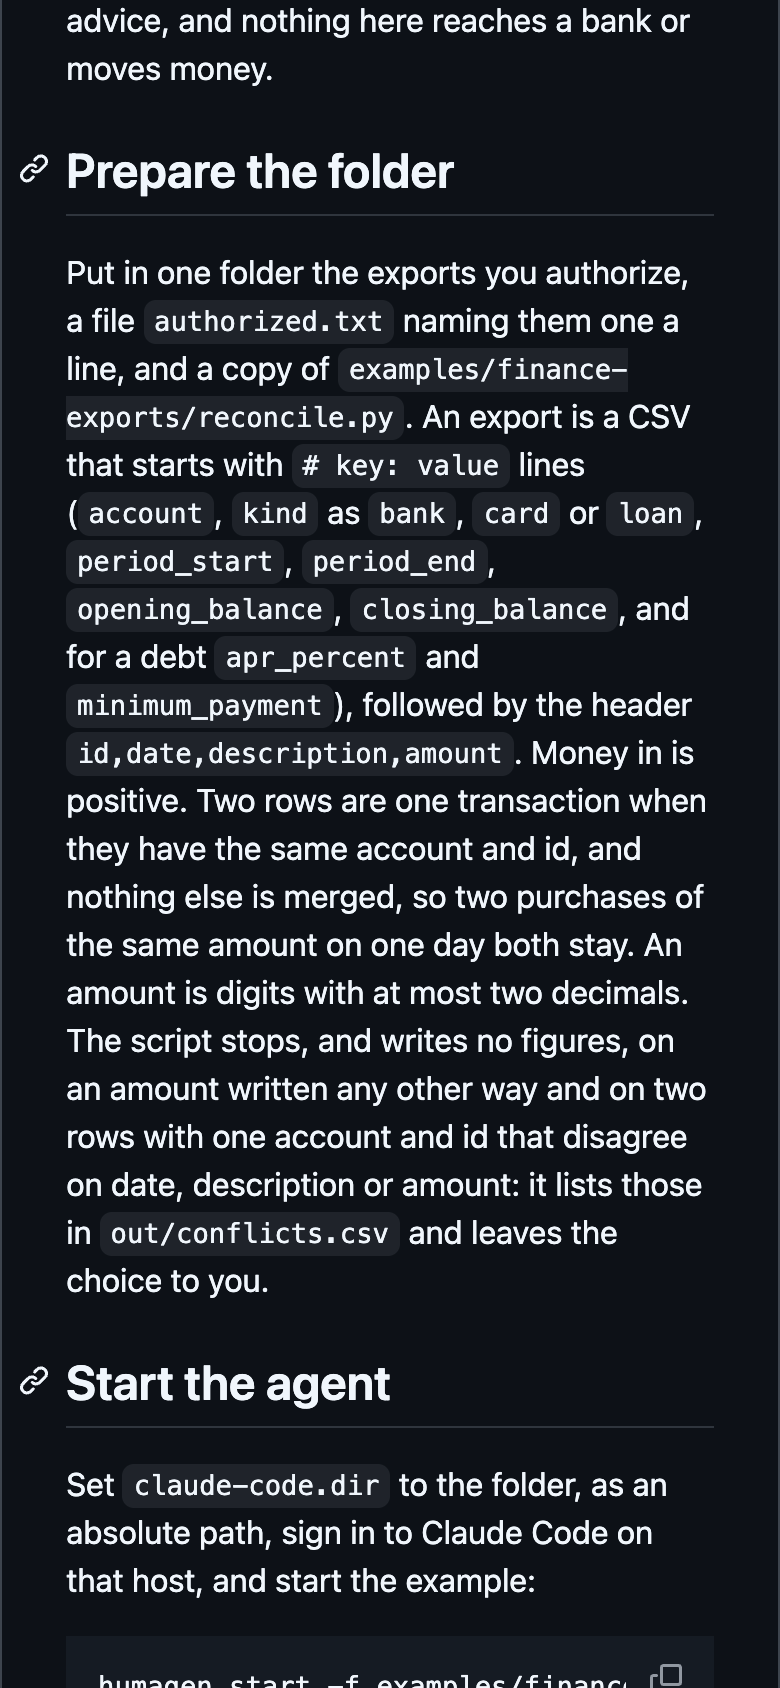 advice, and nothing here reaches a bank or
moves money.
Prepare the folder
Put in one folder the exports you authorize,
a file authorized.txt naming them one a
line, and a copy of examples/finance-
exports/reconcile.py. An export is a CSV
that starts with # key: value lines
(account, kind as bank, card or loan,
period_start, period_end,
opening_balance, closing_balance, and
for a debt apr_percent and
minimum_payment), followed by the header
id,date,description,amount. Money in is
positive. Two rows are one transaction when
they have the same account and id, and
nothing else is merged, so two purchases of
the same amount on one day both stay. An
amount is digits with at most two decimals.
The script stops, and writes no figures, on
an amount written any other way and on two
rows with one account and id that disagree
on date, description or amount: it lists those
in out/conflicts.csv and leaves the
choice to you.
Start the agent
Set claude-code.dir to the folder, as an
absolute path, sign in to Claude Code on
that host, and start the example:
humagen start -f examples/financ